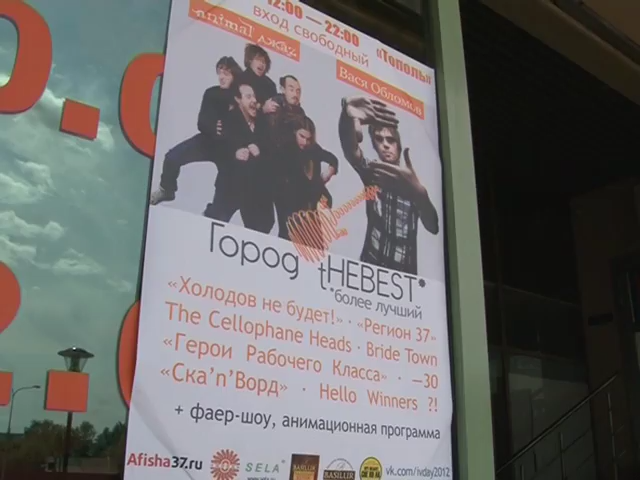 12:00 — 22:00
вход свободный
«Тополь»
animal джаz
Вася Обломов
Город tHEBEST*
*более лучший
«Холодов не будет!» · «Регион 37»
The Cellophane Heads · Bride Town
«Герои Рабочего Класса» · —30
«Ска'n'Ворд» · Hello Winners ?!
+ фаер-шоу, анимационная программа
Afisha37.ru
SELA
BASILUR
BASILUR
vk.com/ivday2012